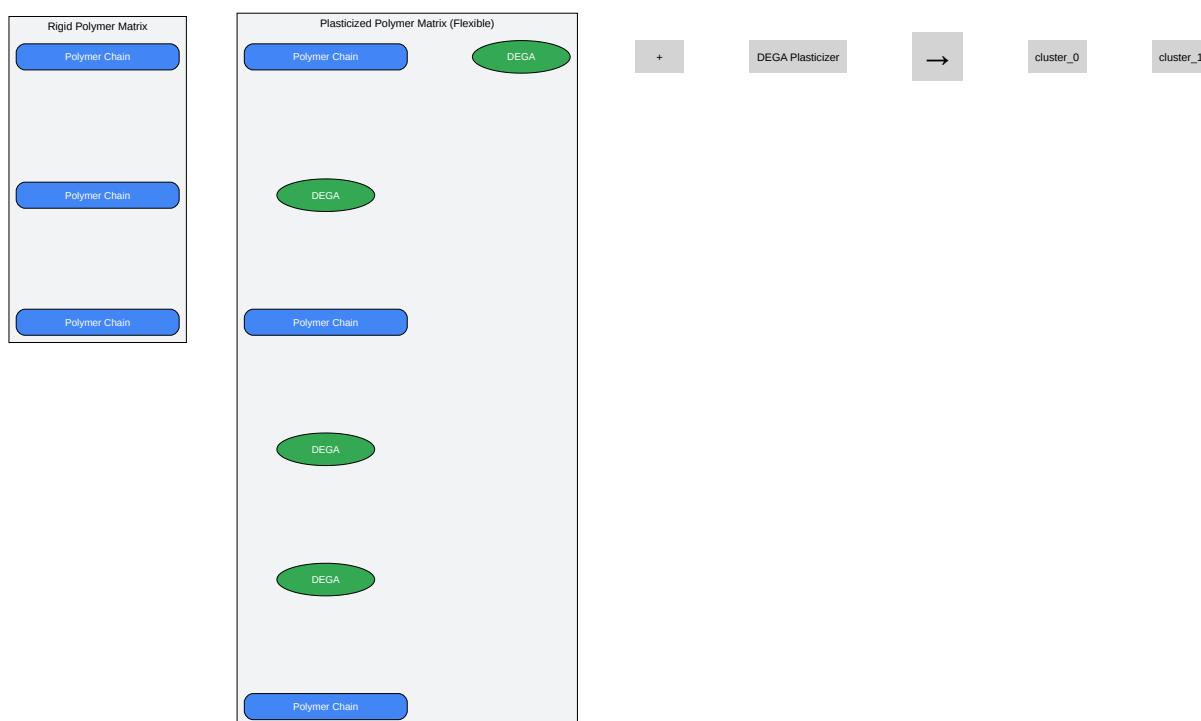 Rigid Polymer Matrix
Polymer Chain
Polymer Chain
Polymer Chain
Plasticized Polymer Matrix (Flexible)
Polymer Chain
DEGA
DEGA
Polymer Chain
DEGA
DEGA
Polymer Chain
+
DEGA Plasticizer
→
cluster_0
cluster_1